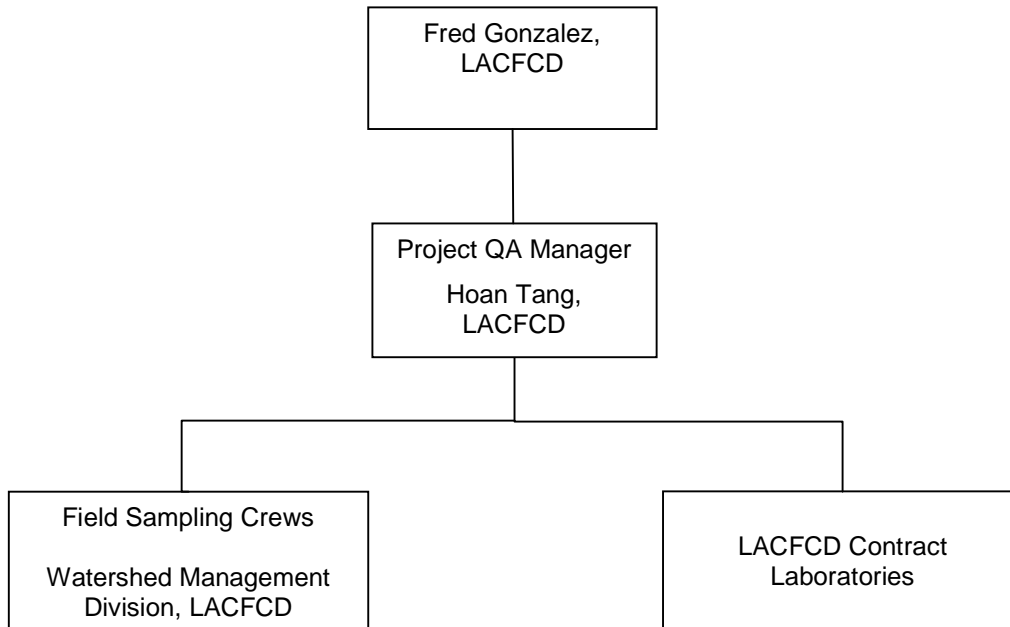 Fred Gonzalez,
LACFCD
Project QA Manager
Hoan Tang,
LACFCD
Field Sampling Crews
Watershed Management
Division, LACFCD
LACFCD Contract
Laboratories